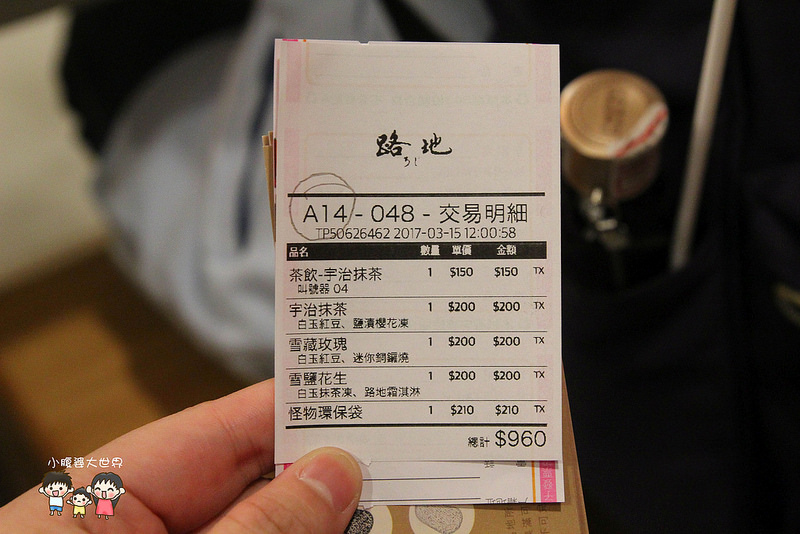 路地
ろじ
A14 - 048 - 交易明細
TP50626462 2017-03-15 12:00:58
品名 數量 單價 金額
茶飲-宇治抹茶 1 $150 $150 TX
叫號器 04
宇治抹茶 1 $200 $200 TX
白玉紅豆、鹽漬櫻花凍
雪藏玫瑰 1 $200 $200 TX
白玉紅豆、迷你銅鑼燒
雪鹽花生 1 $200 $200 TX
白玉抹茶凍、路地霜淇淋
怪物環保袋 1 $210 $210 TX
總計 $960
小腹婆大世界